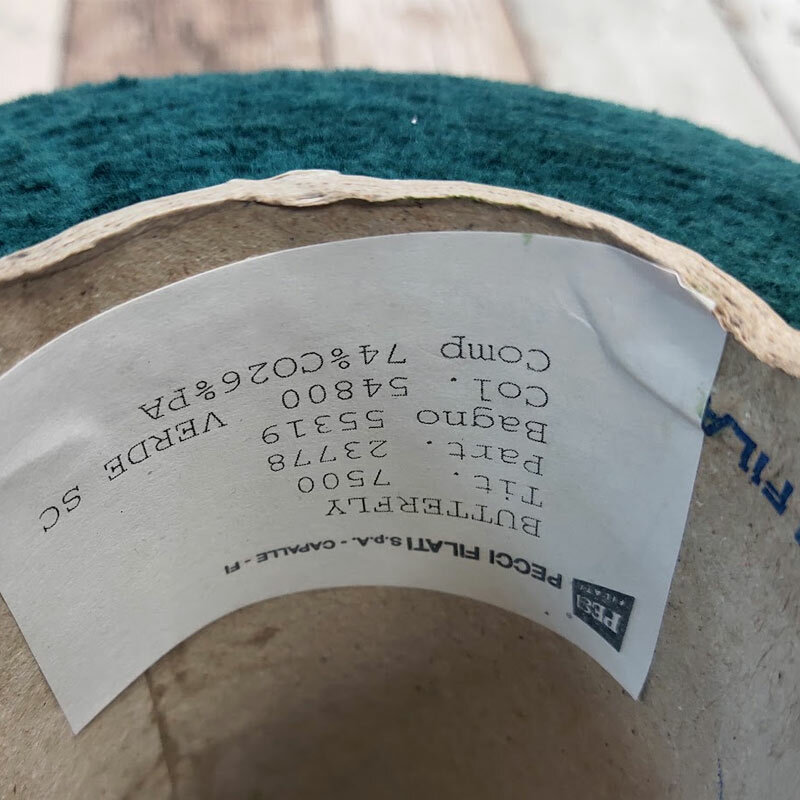 PECCI FILATI S.p.A. - CAPALLE - FI
BUTTERFLY
Tit. 7500
Part. 23778
Bagno 55319
Col. 54800 VERDE SC
Comp 74%CO26%PA
FILA